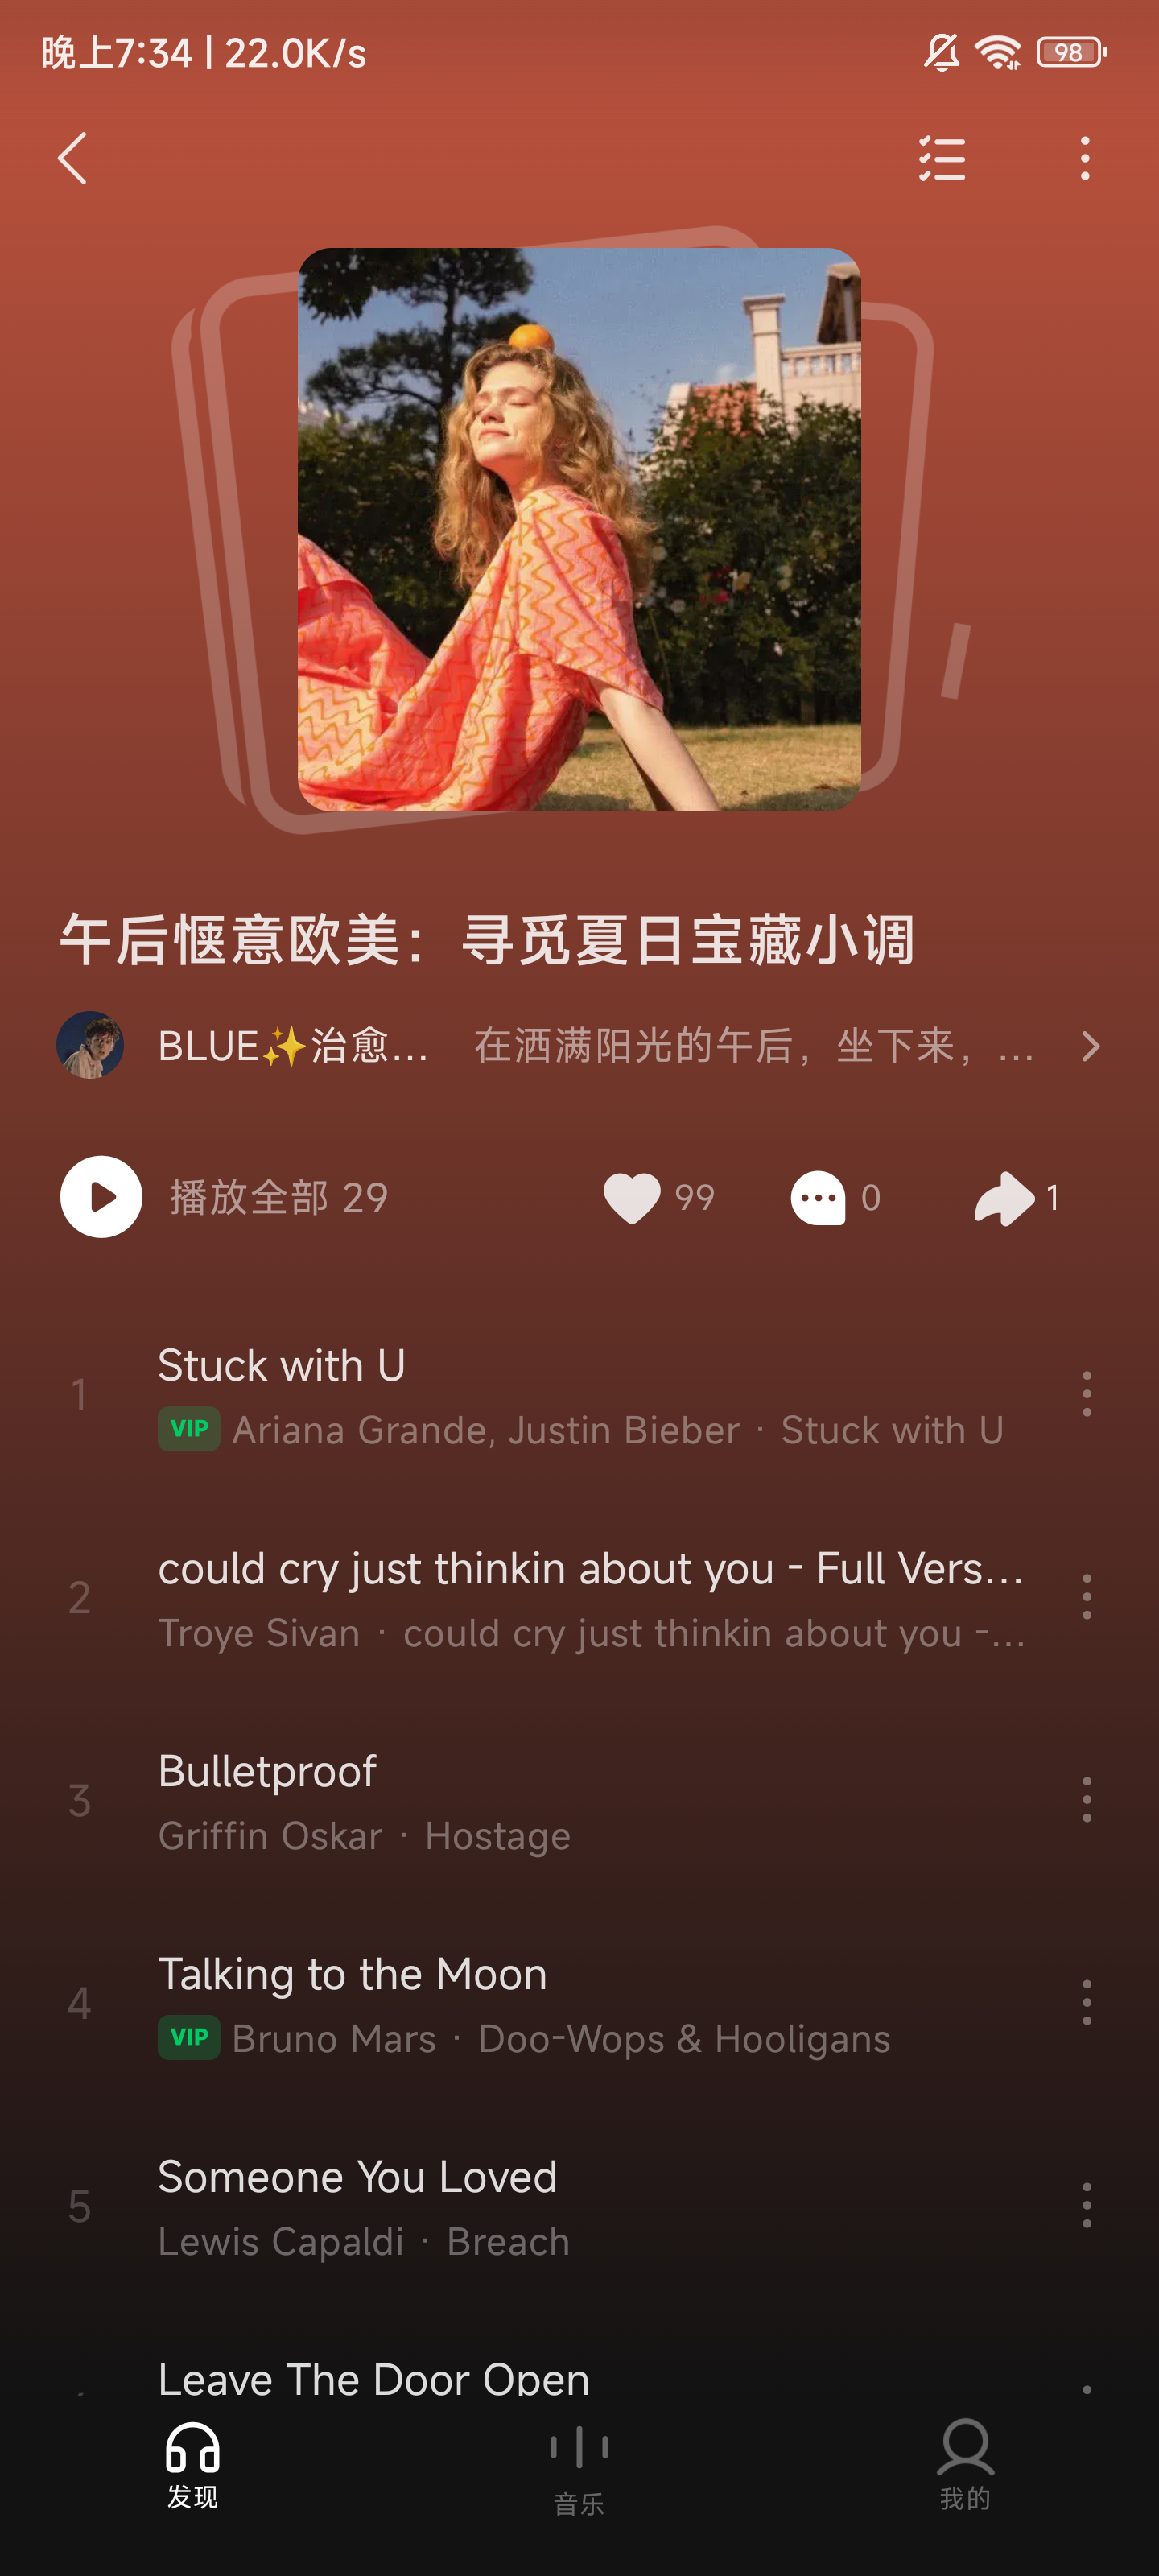 晚上7:34 | 22.0K/s
98
午后惬意欧美：寻觅夏日宝藏小调
BLUE✨治愈... 在洒满阳光的午后，坐下来，...
播放全部 29 99 0 1
1 Stuck with U
VIP Ariana Grande, Justin Bieber · Stuck with U
2 could cry just thinkin about you - Full Vers...
Troye Sivan · could cry just thinkin about you -...
3 Bulletproof
Griffin Oskar · Hostage
4 Talking to the Moon
VIP Bruno Mars · Doo-Wops & Hooligans
5 Someone You Loved
Lewis Capaldi · Breach
Leave The Door Open
发现 音乐 我的